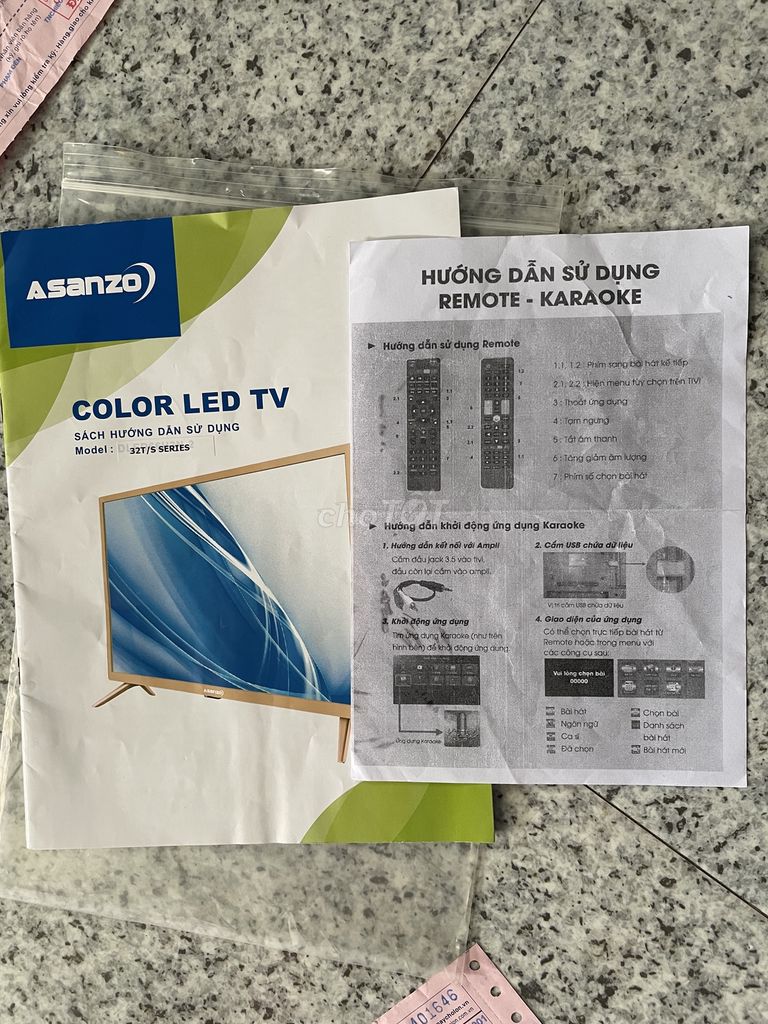 ASANZO
COLOR LED TV
SÁCH HƯỚNG DẪN SỬ DỤNG
Model : 32T/S SERIES
ASANZO
HƯỚNG DẪN SỬ DỤNG
REMOTE - KARAOKE
► Hướng dẫn sử dụng Remote
1.1, 1.2 : Phím sang bài hát kế tiếp
2.1, 2.2 : Hiện menu tùy chọn trên TIVI
3 : Thoát ứng dụng
4 : Tạm ngưng
5 : Tắt âm thanh
6 : Tăng giảm âm lượng
7 : Phím số chọn bài hát
choTỐT
► Hướng dẫn khởi động ứng dụng Karaoke
1. Hướng dẫn kết nối với Ampli
Cắm đầu jack 3.5 vào tivi,
đầu còn lại cắm vào ampli.
2. Cắm USB chứa dữ liệu
Vị trí cắm USB chứa dữ liệu
3. Khởi động ứng dụng
Tìm ứng dụng Karaoke (như trên
hình bên) để khởi động ứng dụng
Ứng dụng Karaoke
4. Giao diện của ứng dụng
Có thể chọn trực tiếp bài hát từ
Remote hoặc trong menu với
các công cụ sau:
Vui lòng chọn bài
00000
Bài hát
Ngôn ngữ
Ca sĩ
Đã chọn
Chọn bài
Danh sách
bài hát
Bài hát mới
401646